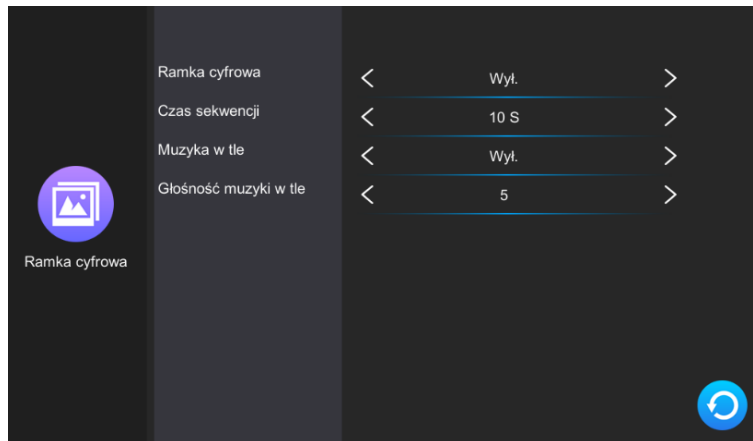 Ramka cyfrowa
Wył.
Czas sekwencji
10 S
Muzyka w tle
Wył.
Głośność muzyki w tle
5
Ramka cyfrowa